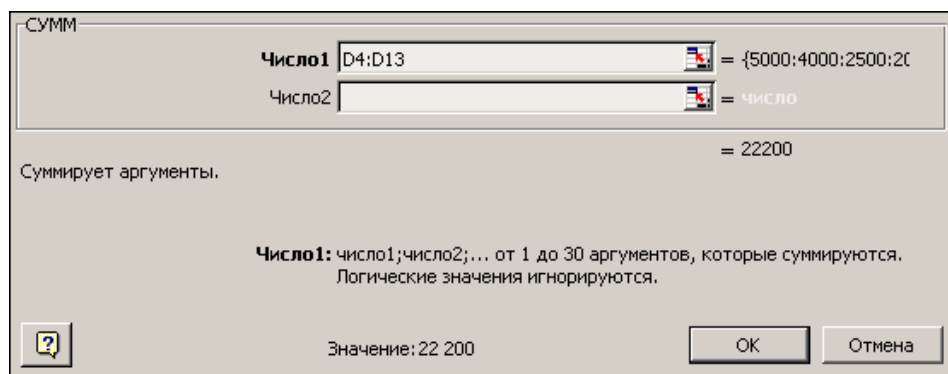 СУММ
Число1 D4:D13 = {5000:4000:2500:20
Число2 = число
= 22200
Суммирует аргументы.
Число1: число1;число2;... от 1 до 30 аргументов, которые суммируются.
Логические значения игнорируются.
Значение:22 200 OK Отмена